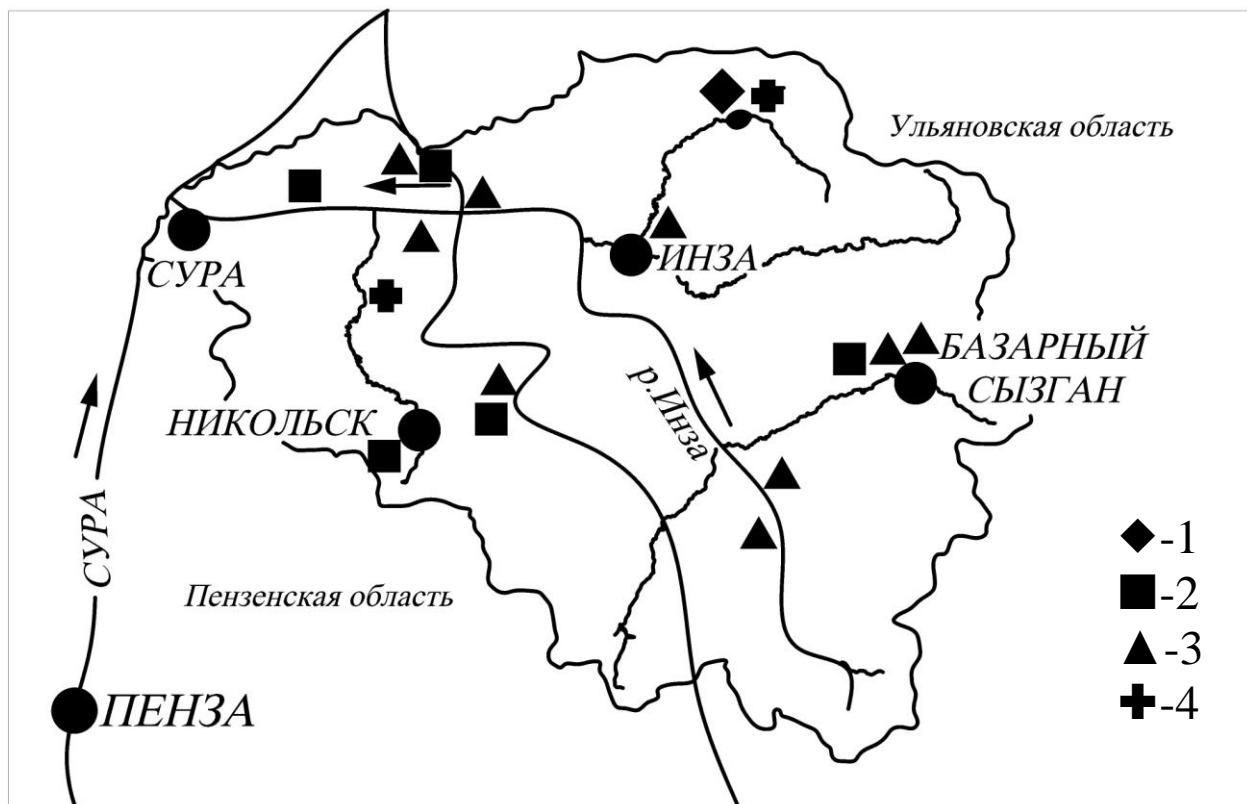 Ульяновская область
СУРА
ИНЗА
БАЗАРНЫЙ
СЫЗГАН
р.Инза
НИКОЛЬСК
СУРА
Пензенская область
ПЕНЗА
-1
-2
-3
-4